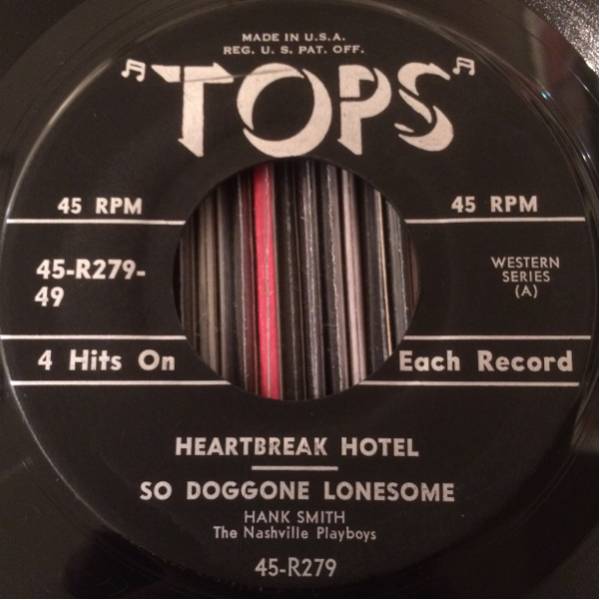 MADE IN U.S.A.
REG. U. S. PAT. OFF.
"TOPS"
45 RPM
45 RPM
45-R279-
49
WESTERN
SERIES
(A)
4 Hits On
Each Record
HEARTBREAK HOTEL
SO DOGGONE LONESOME
HANK SMITH
The Nashville Playboys
45-R279